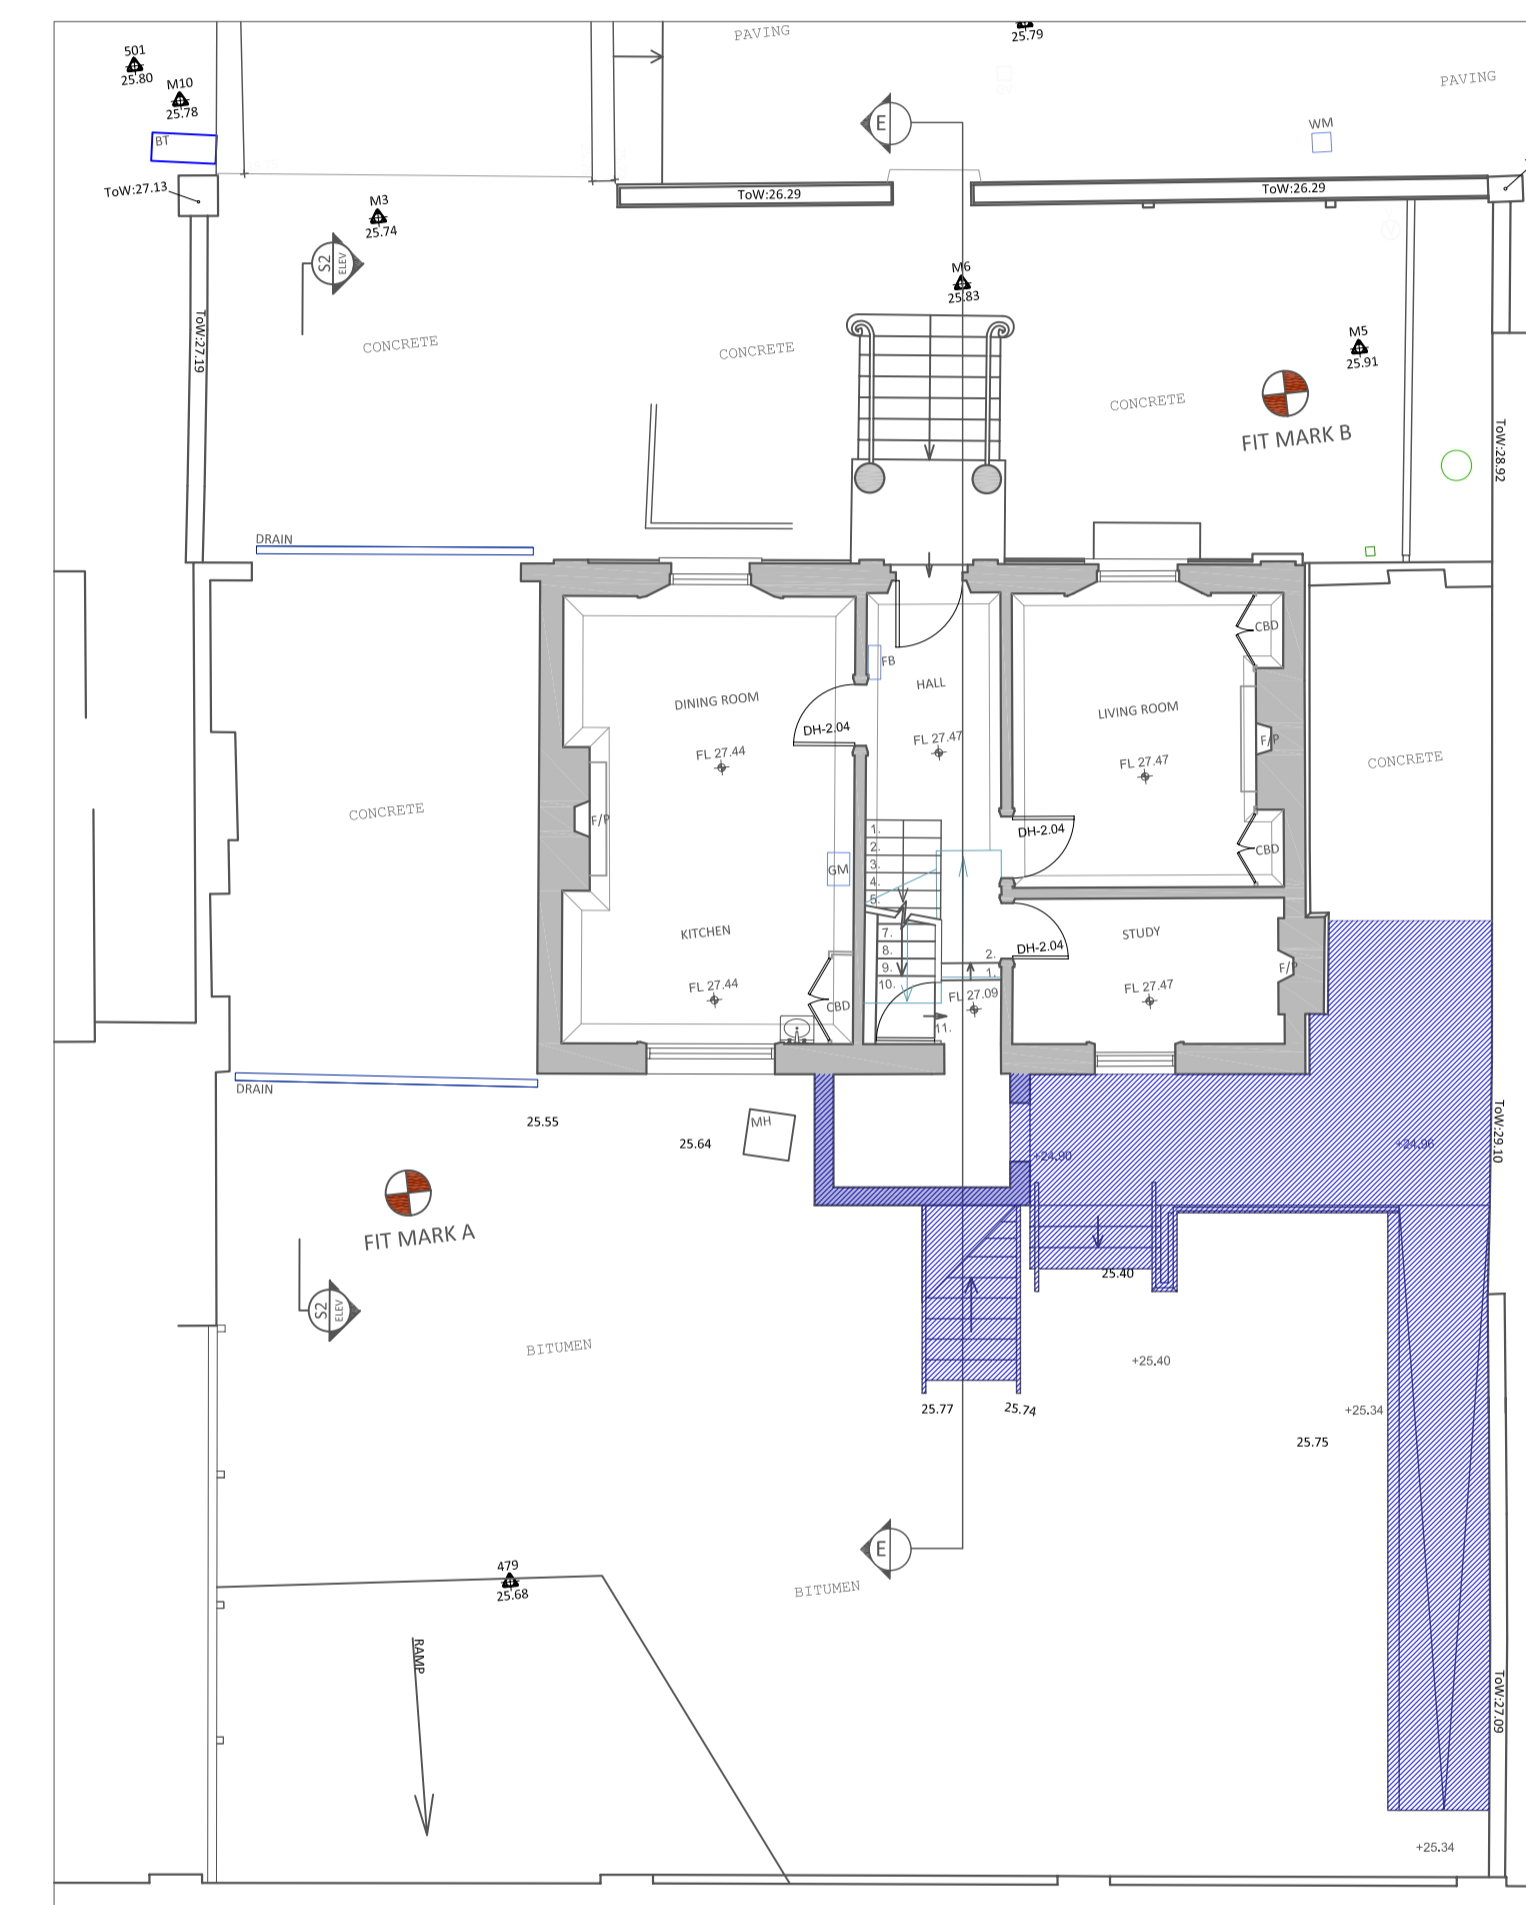 PAVING
25.79
501
25.80
M10
25.78
PAVING
BT
E
WM
ToW:27.13
ToW:26.29
ToW:26.29
M3
25.74
S2
ELEV
M6
25.83
ToW:27.19
CONCRETE
CONCRETE
M5
25.91
CONCRETE
FIT MARK B
ToW:28.92
DRAIN
CBD
FB
HALL
DINING ROOM
LIVING ROOM
DH-2.04
FL 27.44
FL 27.47
FL 27.47
F/P
CONCRETE
CONCRETE
F/P
1.
2.
3.
4.
5.
DH-2.04
CBD
GM
KITCHEN
7.
8.
9.
10.
11.
2.
1.
DH-2.04
STUDY
F/P
FL 27.44
FL 27.09
FL 27.47
CBD
DRAIN
25.55
25.64
MH
+24.90
+24.96
ToW:29.10
FIT MARK A
25.40
S2
ELEV
BITUMEN
+25.40
25.77
25.74
+25.34
25.75
E
479
25.68
BITUMEN
RAMP
ToW:27.09
+25.34